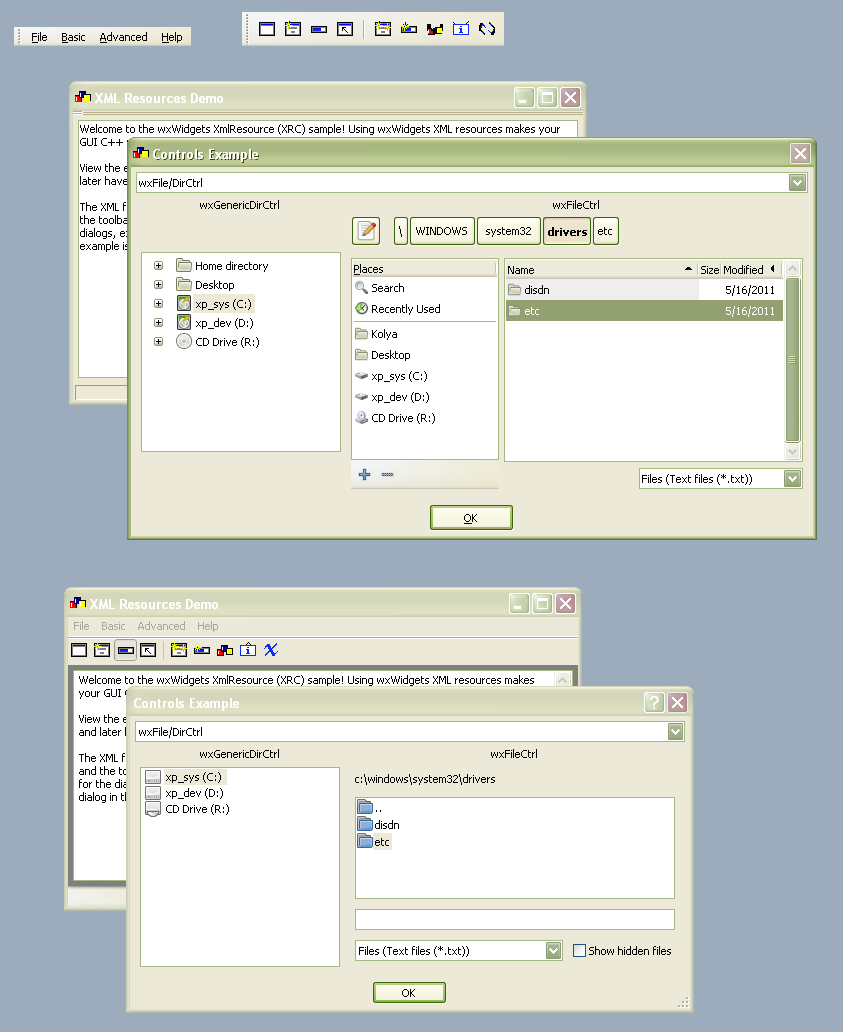 File Basic Advanced Help
XML Resources Demo
Welcome to the wxWidgets XmlResource (XRC) sample! Using wxWidgets XML resources makes your
GUI C++
View the
later have
The XML
the toolba
dialogs, e
example is
Controls Example
wxFile/DirCtrl
wxGenericDirCtrl
wxFileCtrl
\ WINDOWS system32 drivers etc
Home directory
Desktop
xp_sys (C:)
xp_dev (D:)
CD Drive (R:)
Places
Search
Recently Used
Kolya
Desktop
xp_sys (C:)
xp_dev (D:)
CD Drive (R:)
Name Size Modified
disdn 5/16/2011
etc 5/16/2011
Files (Text files (*.txt))
OK
XML Resources Demo
File Basic Advanced Help
Welcome to the wxWidgets XmlResource (XRC) sample! Using wxWidgets XML resources makes
your GUI
View the
and later
The XML
and the to
for the dia
dialog in th
Controls Example
wxFile/DirCtrl
wxGenericDirCtrl
wxFileCtrl
xp_sys (C:)
xp_dev (D:)
CD Drive (R:)
c:\windows\system32\drivers
..
disdn
etc
Files (Text files (*.txt))
Show hidden files
OK